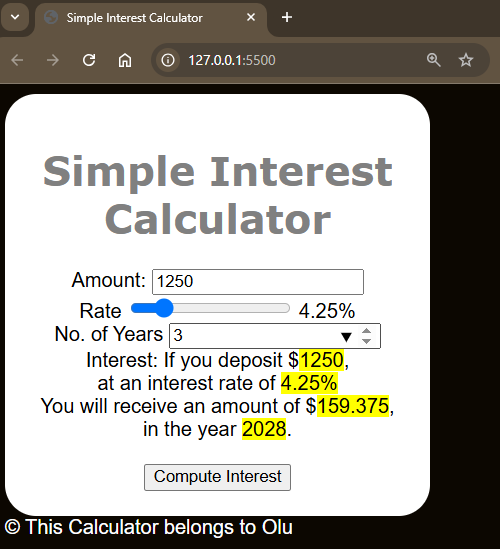 Simple Interest Calculator
127.0.0.1:5500
Simple Interest
Calculator
Amount: 1250
Rate 4.25%
No. of Years 3
Interest: If you deposit $1250,
at an interest rate of 4.25%
You will receive an amount of $159.375,
in the year 2028.
Compute Interest
© This Calculator belongs to Olu